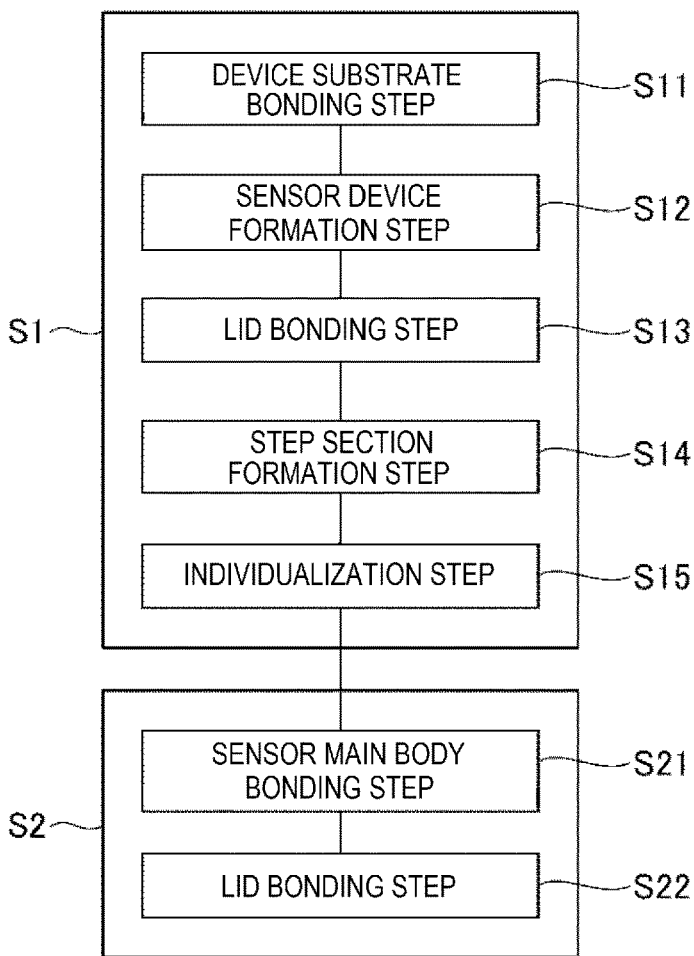 DEVICE SUBSTRATE
BONDING STEP
S11
SENSOR DEVICE
FORMATION STEP
S12
S1
LID BONDING STEP
S13
STEP SECTION
FORMATION STEP
S14
INDIVIDUALIZATION STEP
S15
SENSOR MAIN BODY
BONDING STEP
S21
S2
LID BONDING STEP
S22